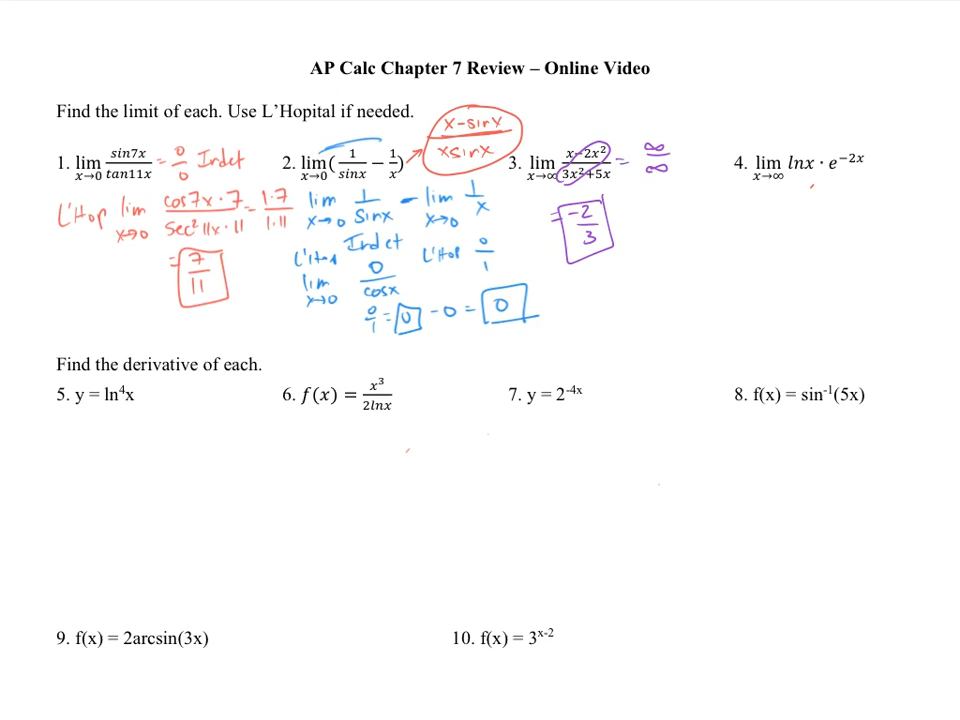 AP Calc Chapter 7 Review – Online Video
Find the limit of each. Use L’Hopital if needed.
1. lim x→0 sin7x/tan11x = 0/0 Indet
L'Hop lim x→0 cos7x·7/sec²11x·11 = 1·7/1·11
= 7/11
2. lim x→0 (1/sinx − 1/x) → x-sinx/xsinx
lim x→0 1/sinx - lim x→0 1/x
Indet
L'Hop L'Hop 0/1
lim x→0 0/cosx
0/1 = 0 - 0 = 0
3. lim x→∞ x−2x²/3x²+5x = ∞/∞
= -2/3
4. lim x→∞ lnx · e^−2x
Find the derivative of each.
5. y = ln⁴x
6. f(x) = x³/2lnx
7. y = 2^-4x
8. f(x) = sin⁻¹(5x)
9. f(x) = 2arcsin(3x)
10. f(x) = 3^x-2